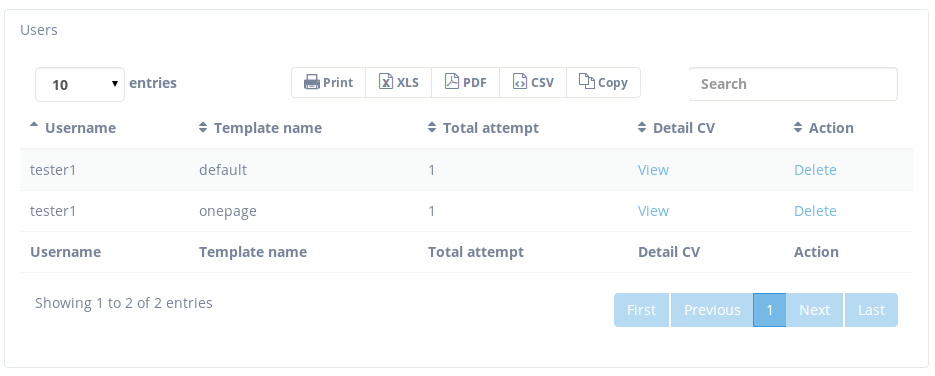 Users
10 entries Print XLS PDF CSV Copy Search
Username Template name Total attempt Detail CV Action
tester1 default 1 View Delete
tester1 onepage 1 View Delete
Username Template name Total attempt Detail CV Action
Showing 1 to 2 of 2 entries First Previous 1 Next Last